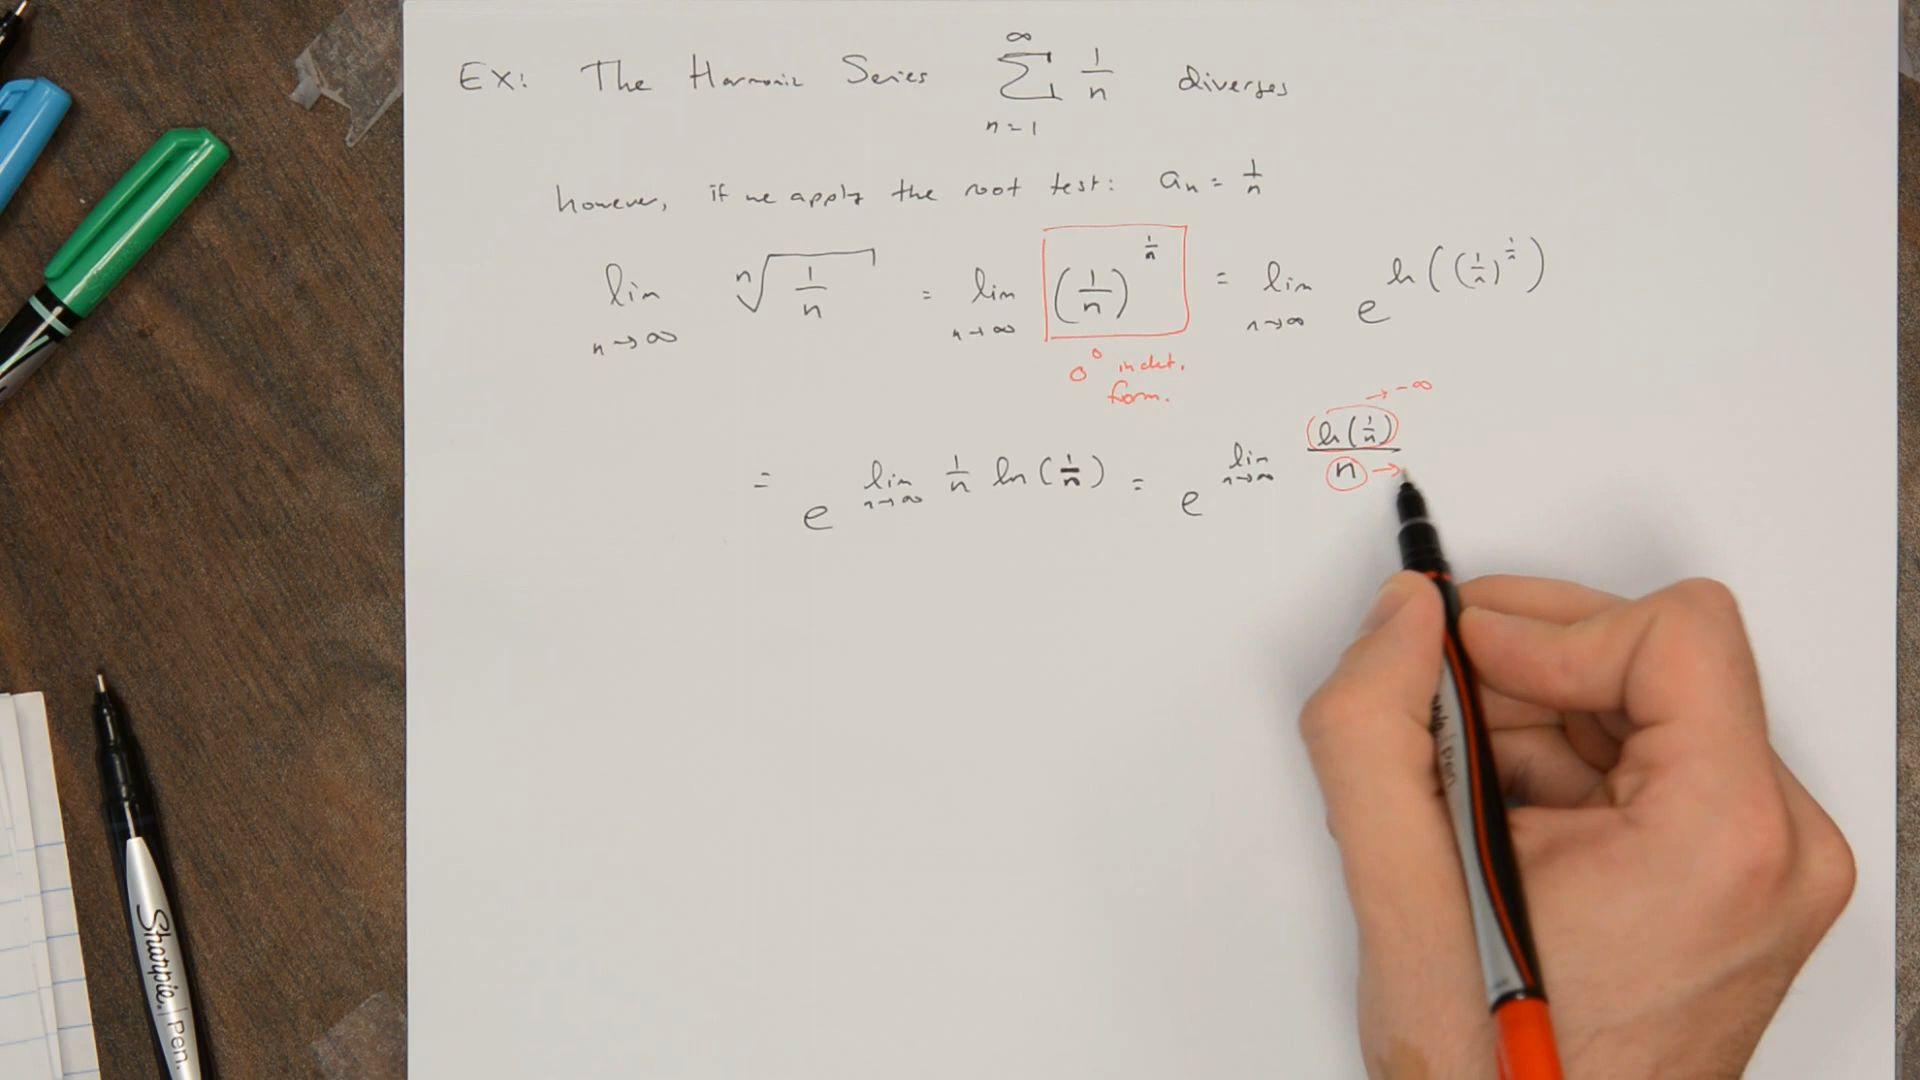 Ex: The Harmonic Series ∑_{n=1}^{∞} 1/n diverges
however, if we apply the root test: aₙ = 1/n
lim_{n→∞} ⁿ√(1/n) = lim_{n→∞} (1/n)^{1/n} = lim_{n→∞} e^{ln((1/n)^{1/n})}
0⁰ indet.
form.
→ -∞
= e^{lim_{n→∞} 1/n ln(1/n)} = e^{lim_{n→∞} ln(1/n)/n} →
Sharpie. | Pen.